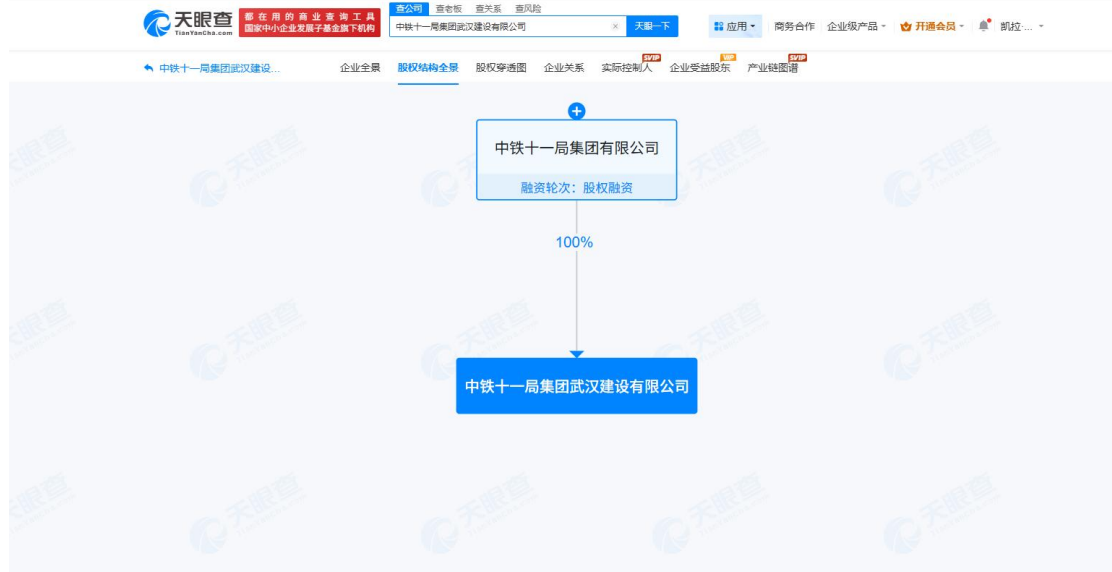 查公司 查老板 查关系 查风险
天眼查
TianYanCha.com
都在用的商业查询工具
国家中小企业发展子基金旗下机构
中铁十一局集团武汉建设有限公司 × 天眼一下
应用 商务合作 企业级产品 开通会员 凯拉·...
中铁十一局集团武汉建设...
企业全景 股权结构全景 股权穿透图 企业关系 实际控制人 SVIP 企业受益股东 VIP 产业链图谱 SVIP
中铁十一局集团有限公司
融资轮次：股权融资
100%
中铁十一局集团武汉建设有限公司